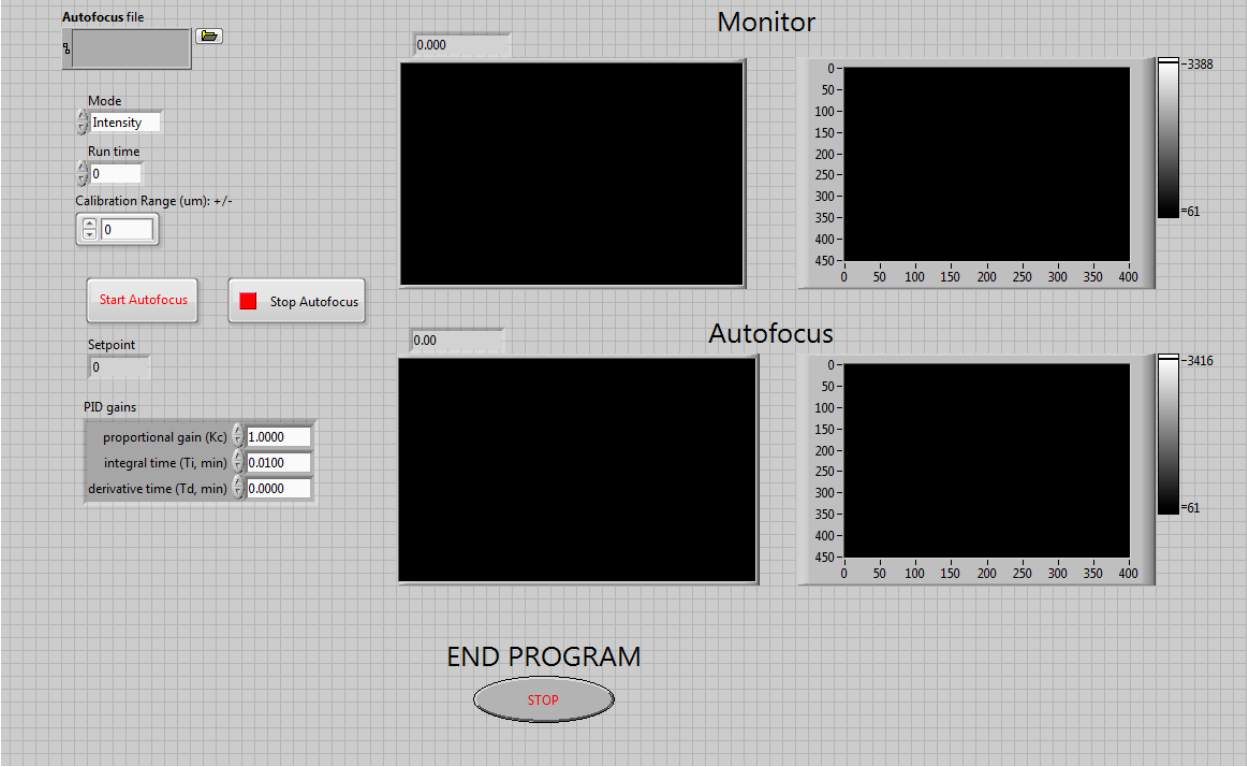 Autofocus file
Mode
Intensity
Run time
0
Calibration Range (um): +/-
0
Start Autofocus
Stop Autofocus
Setpoint
0
PID gains
proportional gain (Kc) 1.0000
integral time (Ti, min) 0.0100
derivative time (Td, min) 0.0000
Monitor
0.000
0
50
100
150
200
250
300
350
400
450
0 50 100 150 200 250 300 350 400
-3388
=61
Autofocus
0.00
0
50
100
150
200
250
300
350
400
450
0 50 100 150 200 250 300 350 400
-3416
=61
END PROGRAM
STOP